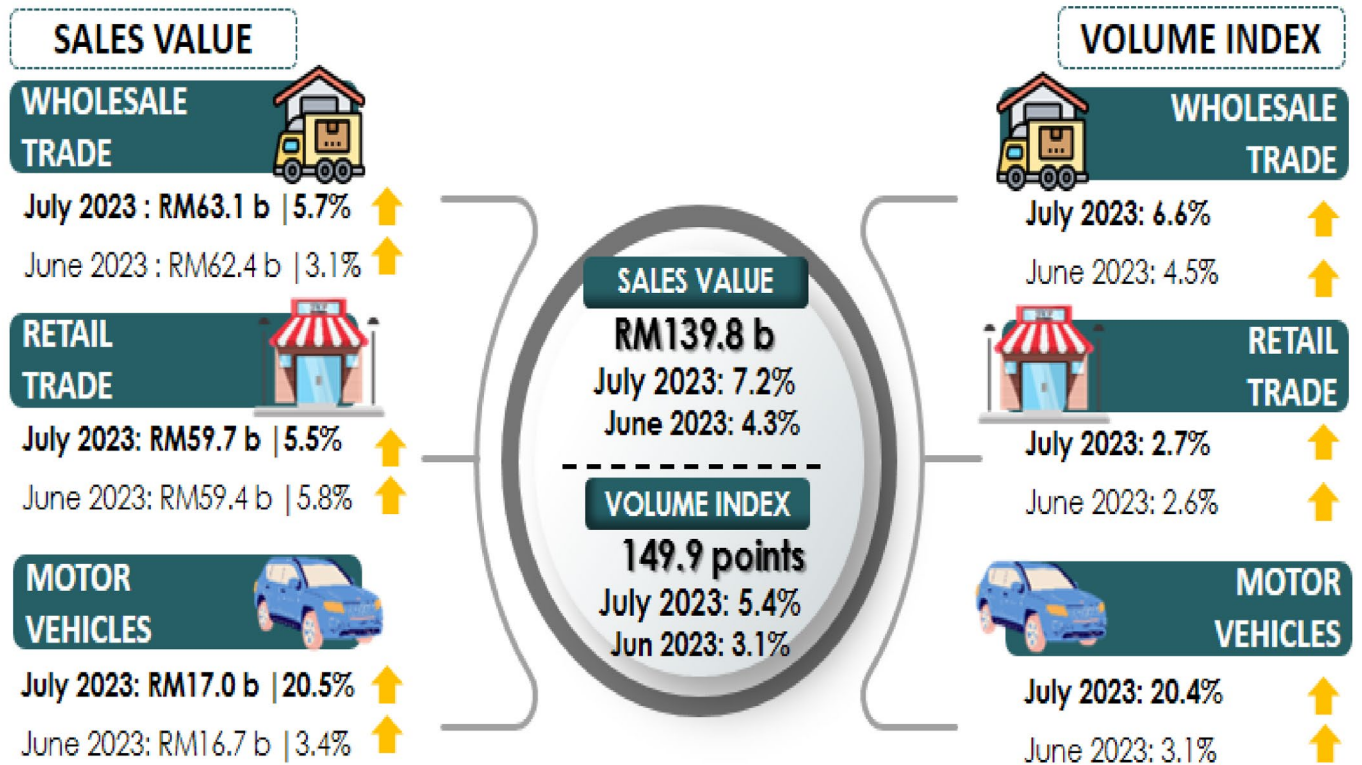 SALES VALUE
WHOLESALE
TRADE
July 2023 : RM63.1 b |5.7%
June 2023 : RM62.4 b |3.1%
RETAIL
TRADE
July 2023: RM59.7 b |5.5%
June 2023: RM59.4 b |5.8%
MOTOR
VEHICLES
July 2023: RM17.0 b |20.5%
June 2023: RM16.7 b |3.4%
SALES VALUE
RM139.8 b
July 2023: 7.2%
June 2023: 4.3%
VOLUME INDEX
149.9 points
July 2023: 5.4%
Jun 2023: 3.1%
VOLUME INDEX
WHOLESALE
TRADE
July 2023: 6.6%
June 2023: 4.5%
RETAIL
TRADE
July 2023: 2.7%
June 2023: 2.6%
MOTOR
VEHICLES
July 2023: 20.4%
June 2023: 3.1%